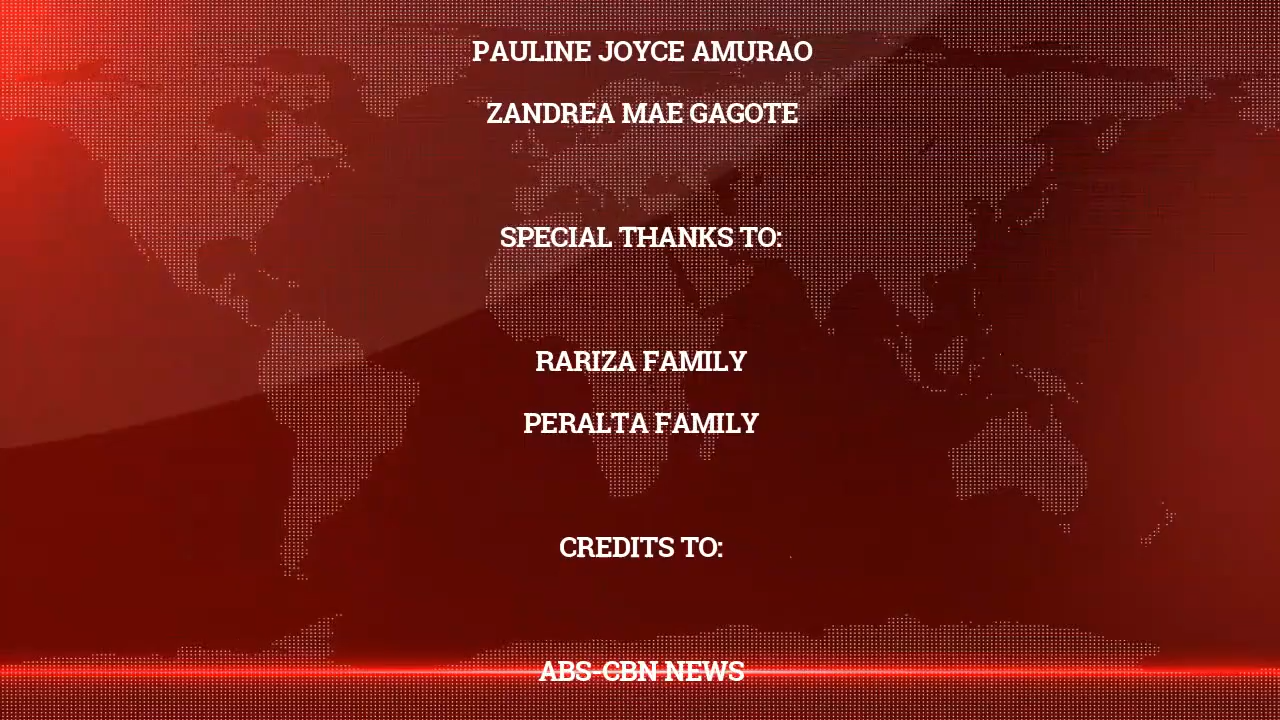 PAULINE JOYCE AMURAO
ZANDREA MAE GAGOTE
SPECIAL THANKS TO:
RARIZA FAMILY
PERALTA FAMILY
CREDITS TO:
ABS-CBN NEWS